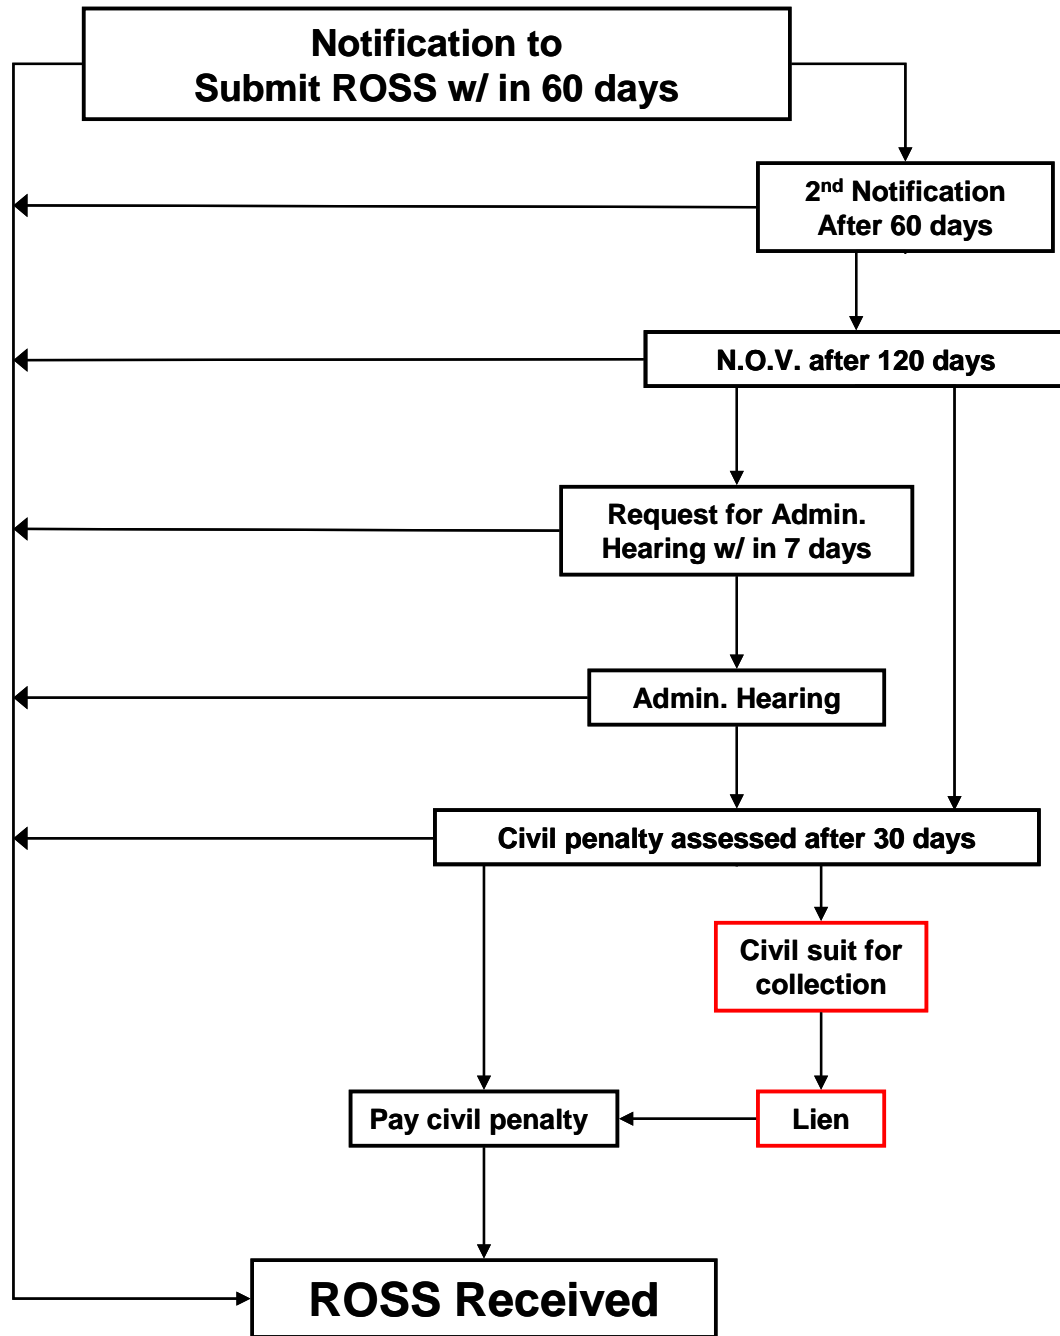 Notification to
Submit ROSS w/ in 60 days
2nd Notification
After 60 days
N.O.V. after 120 days
Request for Admin.
Hearing w/ in 7 days
Admin. Hearing
Civil penalty assessed after 30 days
Civil suit for
collection
Pay civil penalty
Lien
ROSS Received